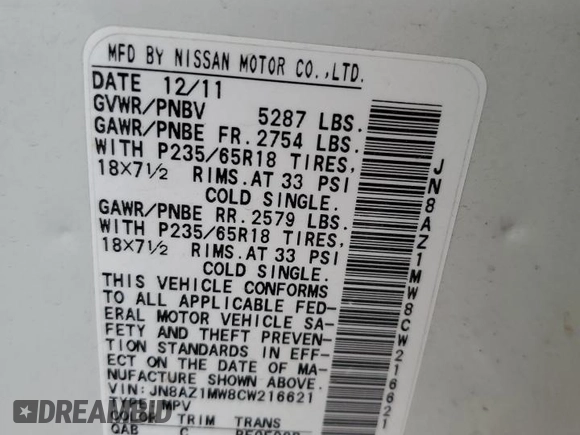 MFD BY NISSAN MOTOR CO.,LTD.
DATE 12/11
GVWR/PNBV 5287 LBS.
GAWR/PNBE FR. 2754 LBS.
WITH P235/65R18 TIRES,
18×7½ RIMS. AT 33 PSI
COLD SINGLE.
GAWR/PNBE RR. 2579 LBS.
WITH P235/65R18 TIRES,
18×7½ RIMS. AT 33 PSI
COLD SINGLE.
THIS VEHICLE CONFORMS
TO ALL APPLICABLE FED-
ERAL MOTOR VEHICLE SA-
FETY AND THEFT PREVEN-
TION STANDARDS IN EFF-
ECT ON THE DATE OF MA-
NUFACTURE SHOWN ABOVE.
VIN: JN8AZ1MW8CW216621
TYPE: MPV
COLOR TRIM TRANS
QAB
JN8AZ1MW8CW216621
DREAMBID